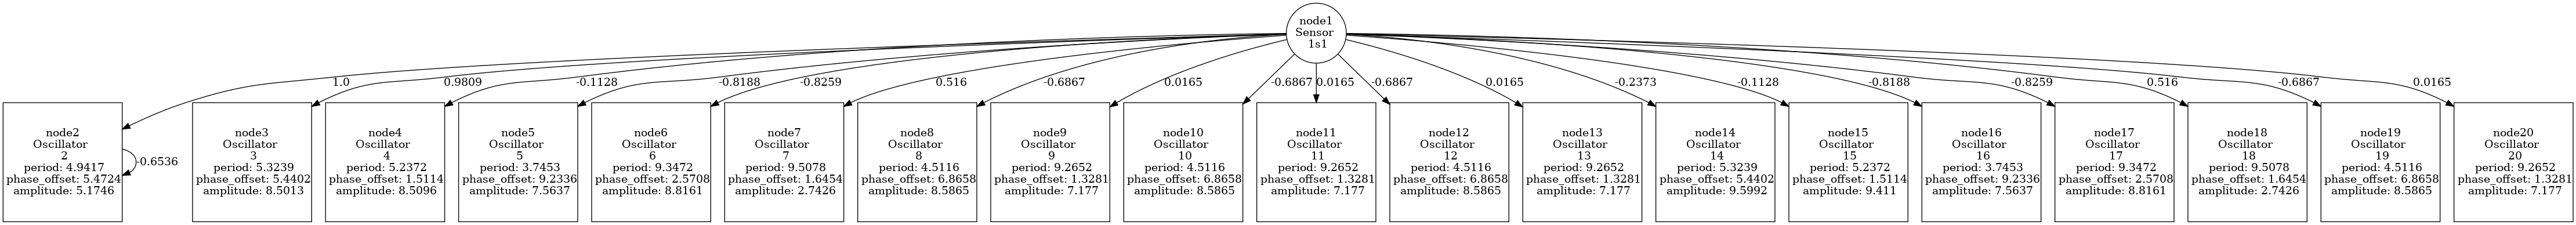 node1
Sensor
1s1
1.0
0.9809
-0.1128
-0.8188
-0.8259
0.516
-0.6867
0.0165
-0.6867
0.0165
-0.6867
0.0165
-0.2373
-0.1128
-0.8188
-0.8259
0.516
-0.6867
0.0165
node2
Oscillator
2
period: 4.9417
phase_offset: 5.4724
amplitude: 5.1746
-0.6536
node3
Oscillator
3
period: 5.3239
phase_offset: 5.4402
amplitude: 8.5013
node4
Oscillator
4
period: 5.2372
phase_offset: 1.5114
amplitude: 8.5096
node5
Oscillator
5
period: 3.7453
phase_offset: 9.2336
amplitude: 7.5637
node6
Oscillator
6
period: 9.3472
phase_offset: 2.5708
amplitude: 8.8161
node7
Oscillator
7
period: 9.5078
phase_offset: 1.6454
amplitude: 2.7426
node8
Oscillator
8
period: 4.5116
phase_offset: 6.8658
amplitude: 8.5865
node9
Oscillator
9
period: 9.2652
phase_offset: 1.3281
amplitude: 7.177
node10
Oscillator
10
period: 4.5116
phase_offset: 6.8658
amplitude: 8.5865
node11
Oscillator
11
period: 9.2652
phase_offset: 1.3281
amplitude: 7.177
node12
Oscillator
12
period: 4.5116
phase_offset: 6.8658
amplitude: 8.5865
node13
Oscillator
13
period: 9.2652
phase_offset: 1.3281
amplitude: 7.177
node14
Oscillator
14
period: 5.3239
phase_offset: 5.4402
amplitude: 9.5992
node15
Oscillator
15
period: 5.2372
phase_offset: 1.5114
amplitude: 9.411
node16
Oscillator
16
period: 3.7453
phase_offset: 9.2336
amplitude: 7.5637
node17
Oscillator
17
period: 9.3472
phase_offset: 2.5708
amplitude: 8.8161
node18
Oscillator
18
period: 9.5078
phase_offset: 1.6454
amplitude: 2.7426
node19
Oscillator
19
period: 4.5116
phase_offset: 6.8658
amplitude: 8.5865
node20
Oscillator
20
period: 9.2652
phase_offset: 1.3281
amplitude: 7.177